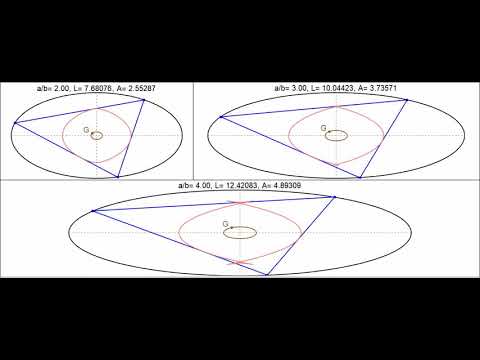 a/b= 2.00, L= 7.68076, A= 2.55287
G
a/b= 3.00, L= 10.04423, A= 3.73571
G
a/b= 4.00, L= 12.42083, A= 4.89309
G